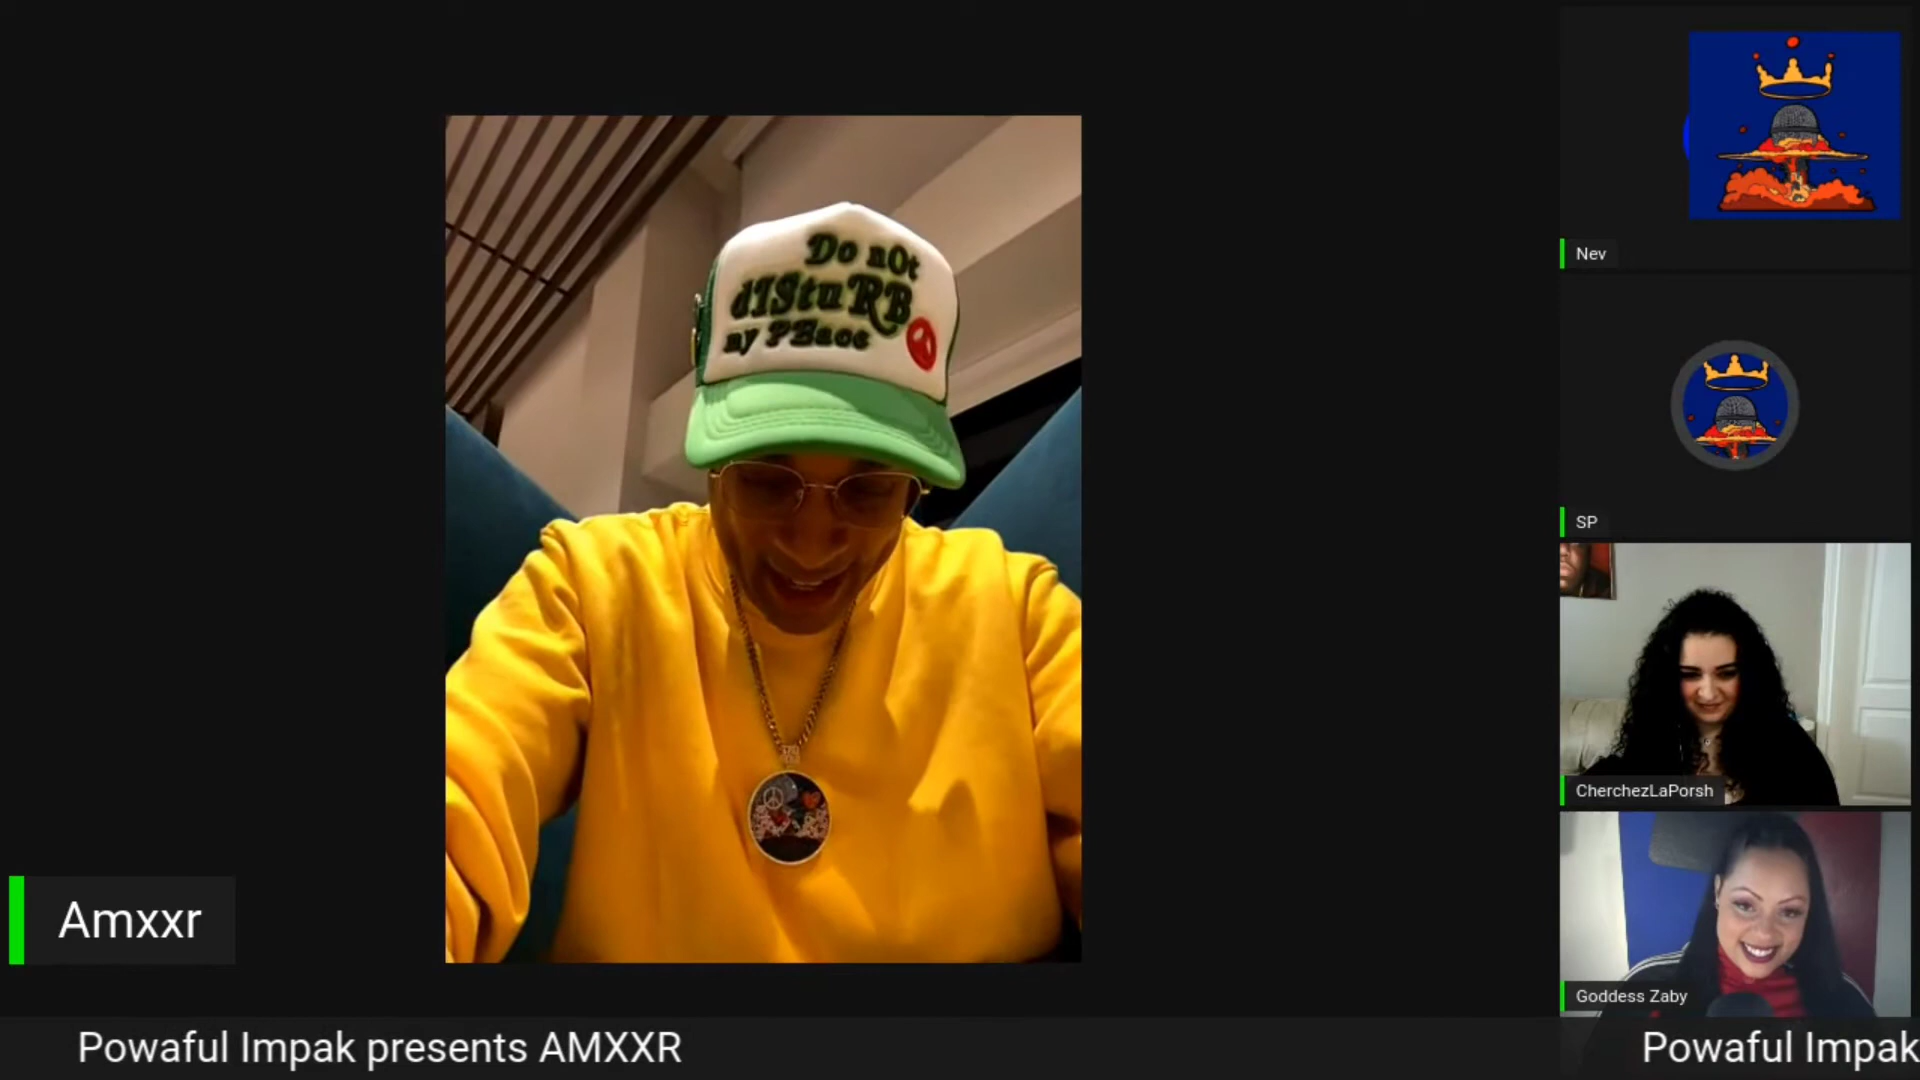 Do nOt
dIStuRB
my PEace
Nev
SP
CherchezLaPorsh
Goddess Zaby
Amxxr
Powaful Impak presents AMXXR
Powaful Impak